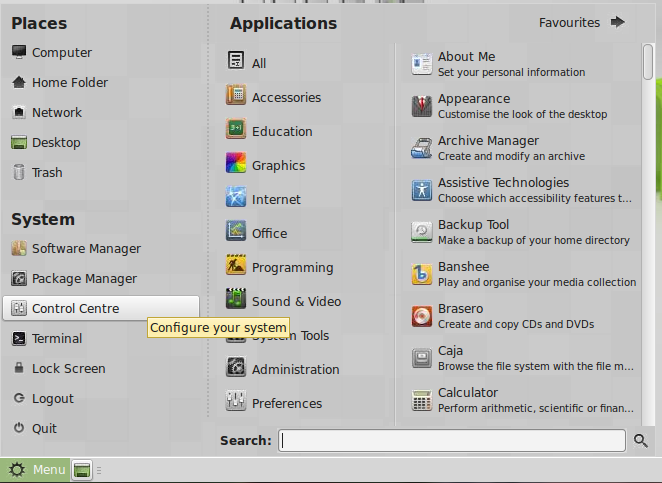 Places
Computer
Home Folder
Network
Desktop
Trash
System
Software Manager
Package Manager
Control Centre
Configure your system
Terminal
Lock Screen
Logout
Quit
Applications
Favourites
All
Accessories
Education
Graphics
Internet
Office
Programming
Sound & Video
System Tools
Administration
Preferences
About Me
Set your personal information
Appearance
Customise the look of the desktop
Archive Manager
Create and modify an archive
Assistive Technologies
Choose which accessibility features t...
Backup Tool
Make a backup of your home directory
Banshee
Play and organise your media collection
Brasero
Create and copy CDs and DVDs
Caja
Browse the file system with the file m...
Calculator
Perform arithmetic, scientific or finan...
Search:
Menu